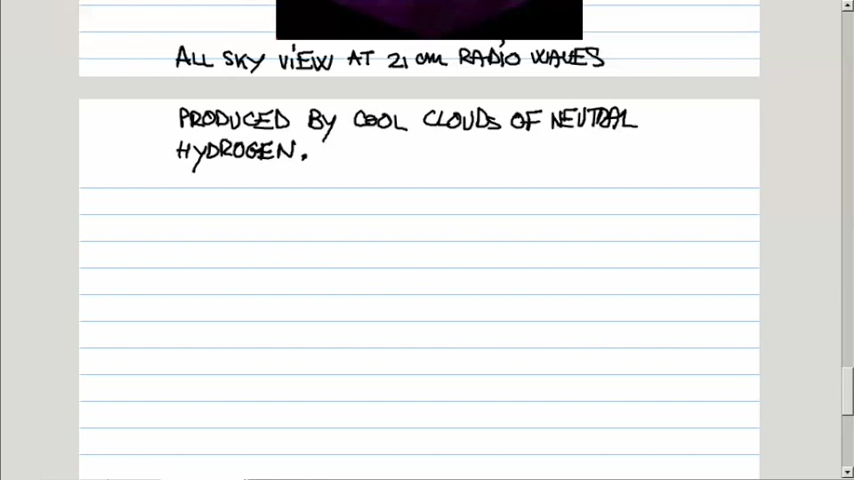 ALL SKY VIEW AT 21 cm RADIO WAVES
PRODUCED BY COOL CLOUDS OF NEUTRAL
HYDROGEN.